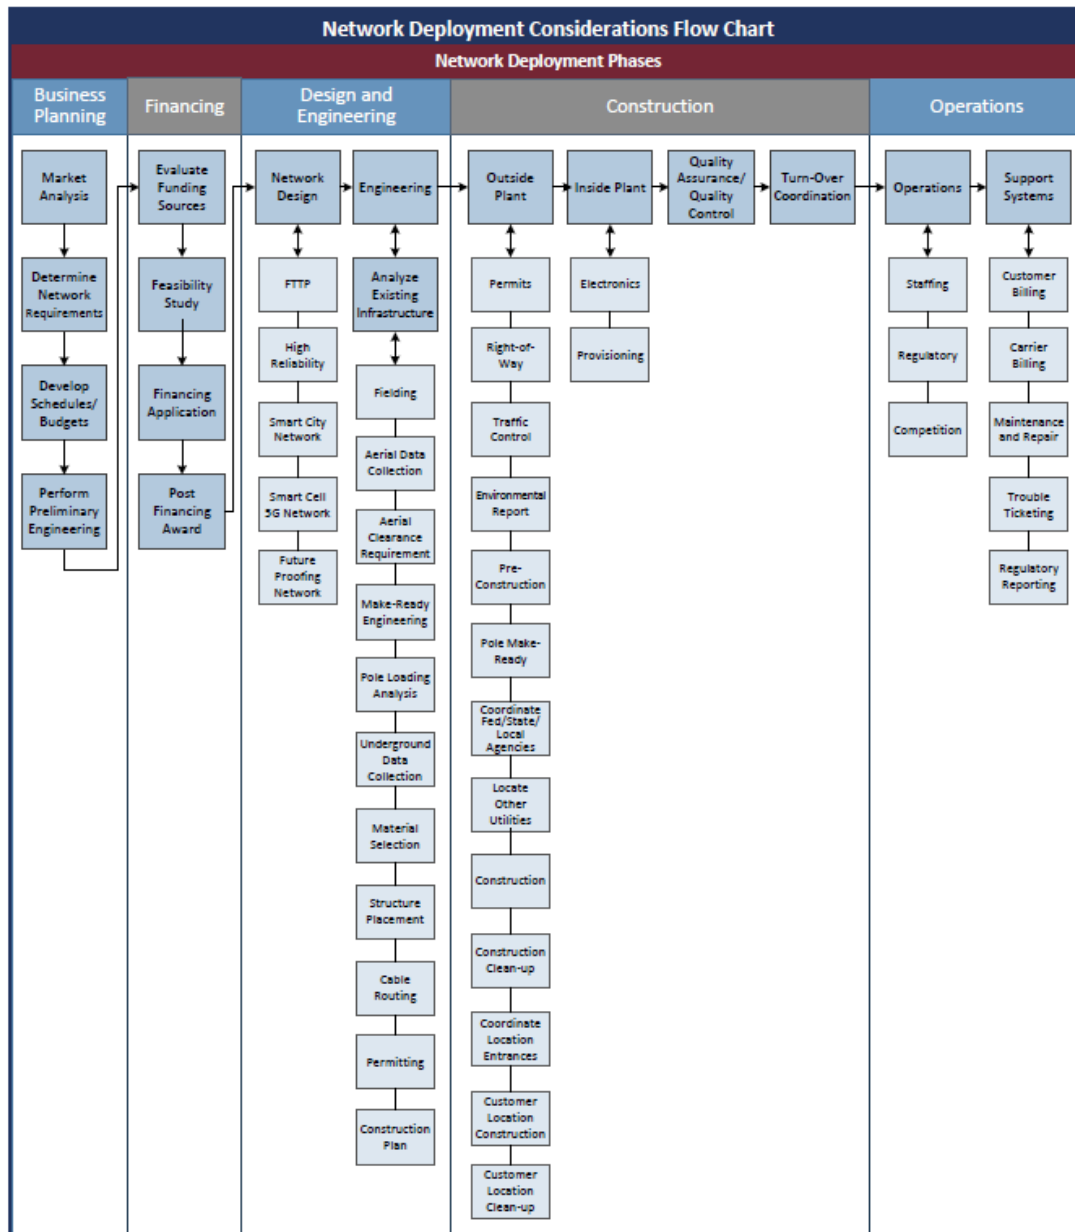 Network Deployment Considerations Flow Chart
Network Deployment Phases
Business
Planning
Financing
Design and
Engineering
Construction
Operations
Market
Analysis
Determine
Network
Requirements
Develop
Schedules/
Budgets
Perform
Preliminary
Engineering
Evaluate
Funding
Sources
Feasibility
Study
Financing
Application
Post
Financing
Award
Network
Design
FTTP
High
Reliability
Smart City
Network
Smart Cell
5G Network
Future
Proofing
Network
Engineering
Analyze
Existing
Infrastructure
Fielding
Aerial Data
Collection
Aerial
Clearance
Requirement
Make-Ready
Engineering
Pole Loading
Analysis
Underground
Data
Collection
Material
Selection
Structure
Placement
Cable
Routing
Permitting
Construction
Plan
Outside
Plant
Permits
Right-of-
Way
Traffic
Control
Environmental
Report
Pre-
Construction
Pole Make-
Ready
Coordinate
Fed/State/
Local
Agencies
Locate
Other
Utilities
Construction
Construction
Clean-up
Coordinate
Location
Entrances
Customer
Location
Construction
Customer
Location
Clean-up
Inside Plant
Electronics
Provisioning
Quality
Assurance/
Quality
Control
Turn-Over
Coordination
Operations
Staffing
Regulatory
Competition
Support
Systems
Customer
Billing
Carrier
Billing
Maintenance
and Repair
Trouble
Ticketing
Regulatory
Reporting